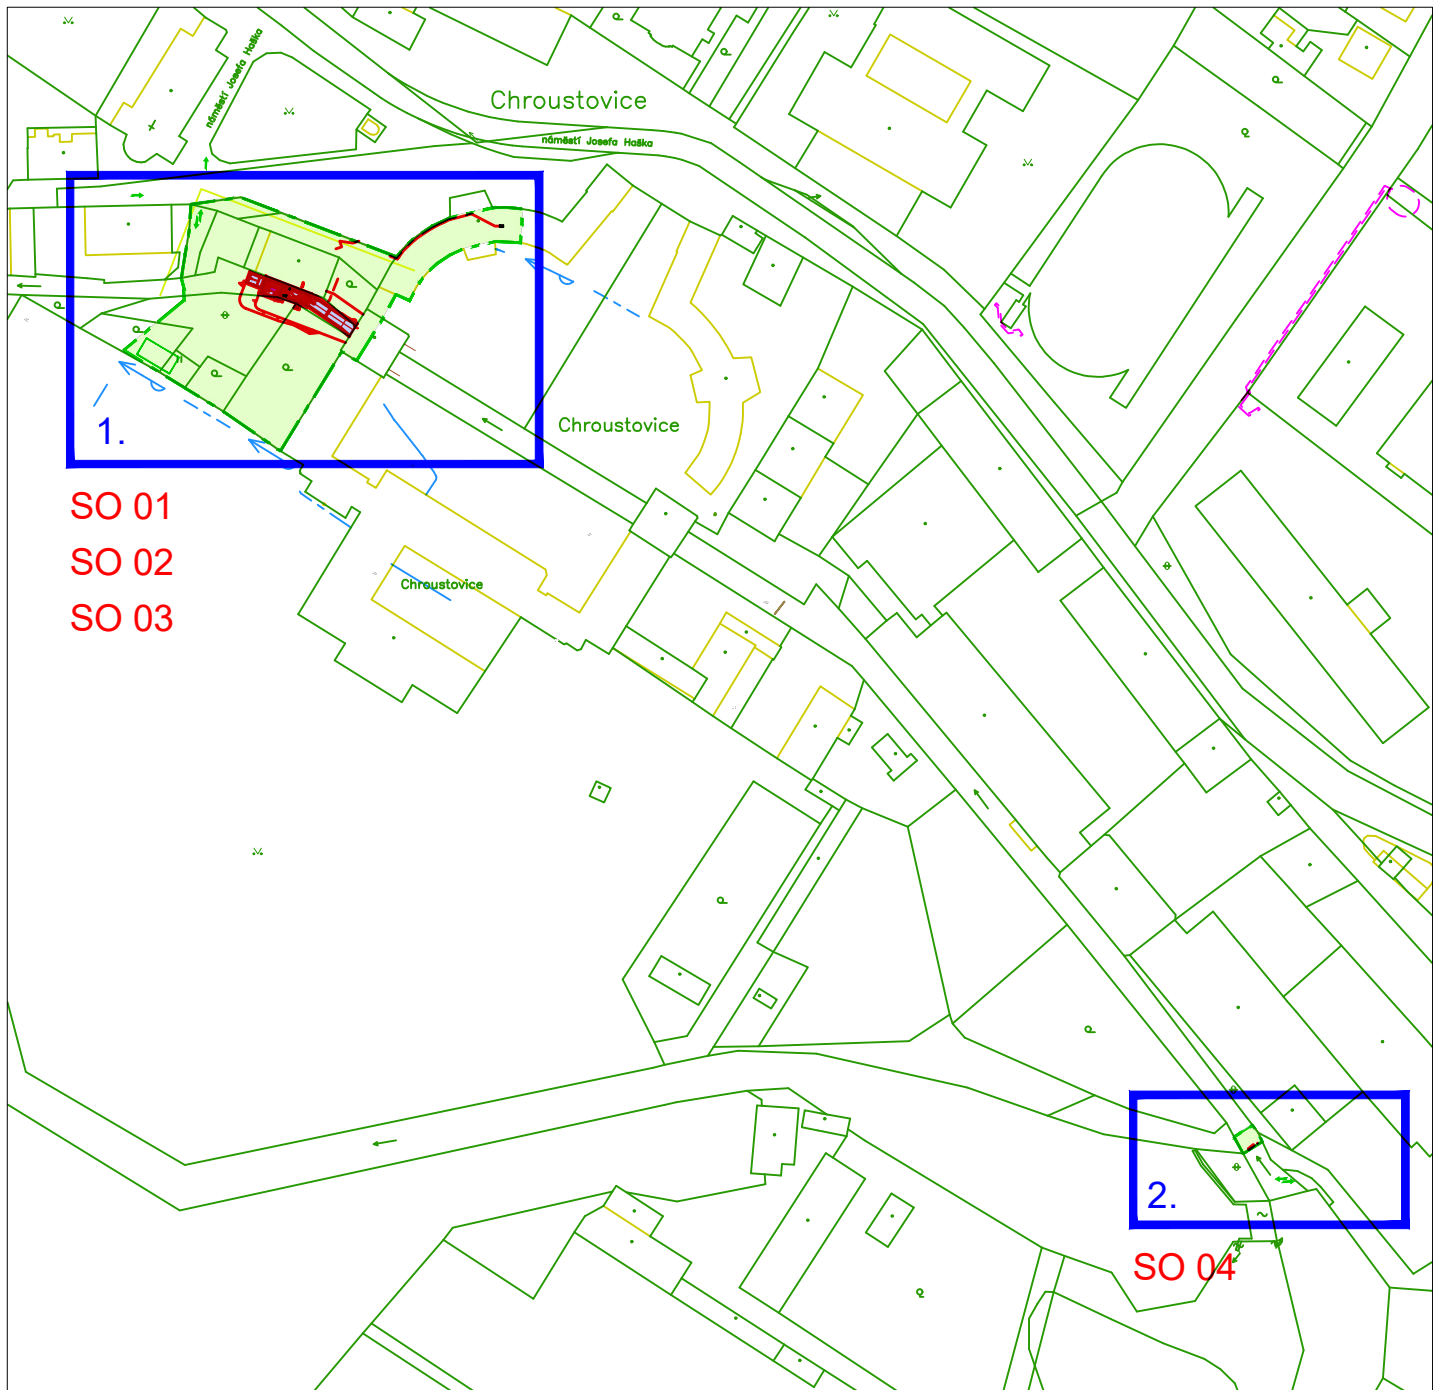 náměstí Josefa Haška
Chroustovice
náměstí Josefa Haška
1.
Chroustovice
SO 01
SO 02
SO 03
Chroustovice
2.
SO 04